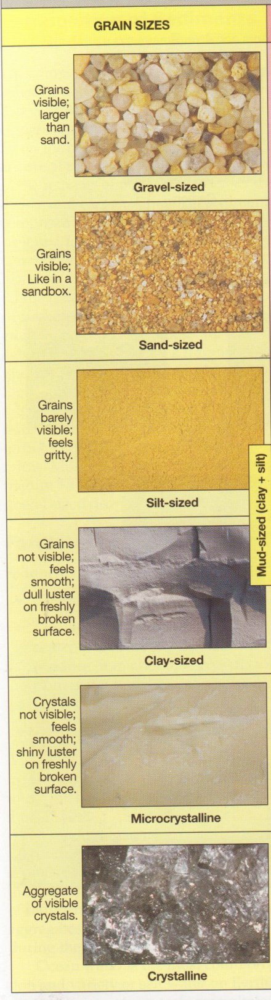 GRAIN SIZES
Grains
visible;
larger
than
sand.
Gravel-sized
Grains
visible;
Like in a
sandbox.
Sand-sized
Grains
barely
visible;
feels
gritty.
Silt-sized
Mud-sized (clay + silt)
Grains
not visible;
feels
smooth;
dull luster
on freshly
broken
surface.
Clay-sized
Crystals
not visible;
feels
smooth;
shiny luster
on freshly
broken
surface.
Microcrystalline
Aggregate
of visible
crystals.
Crystalline